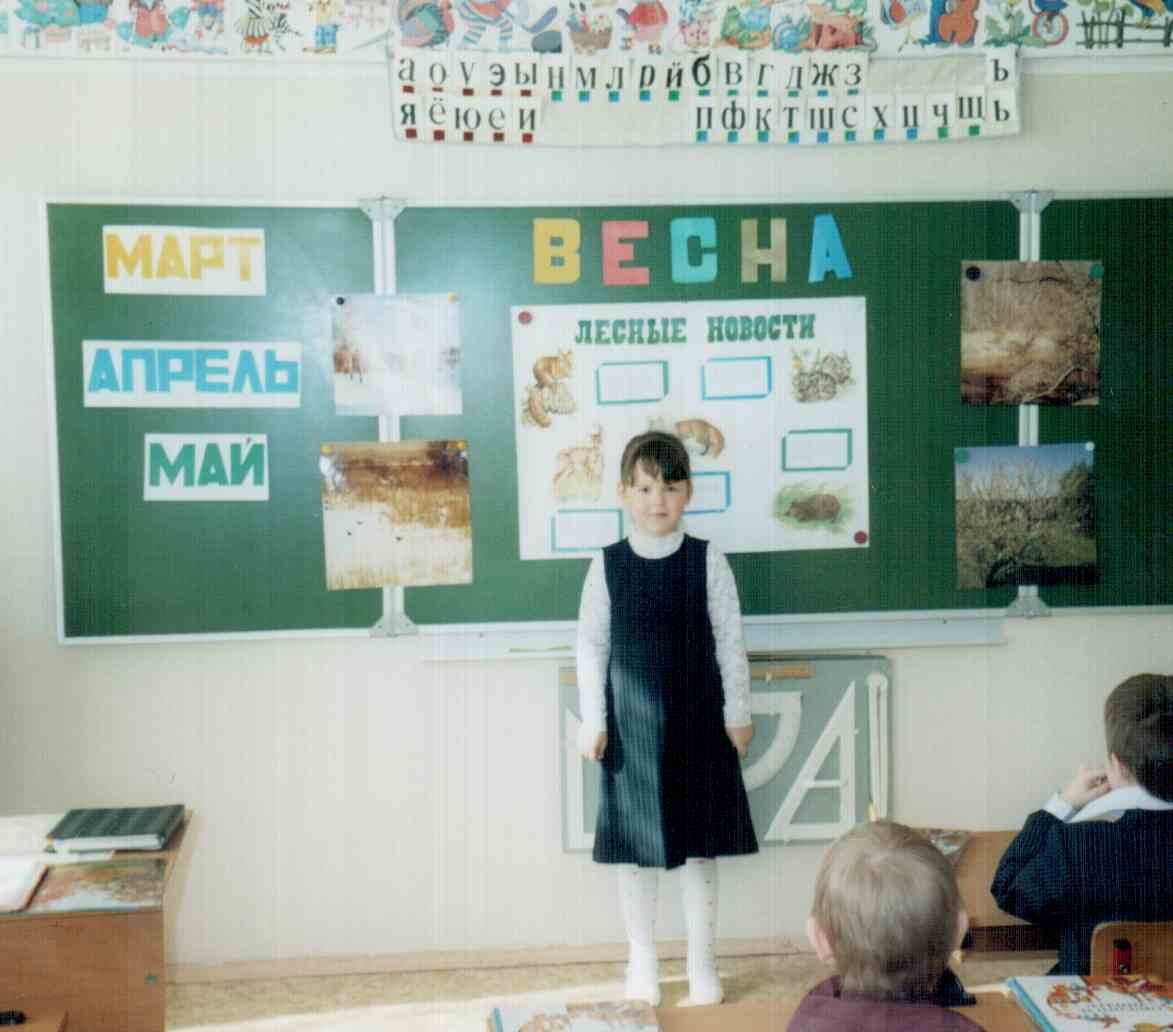 а о у э ы н м л р й б в г д ж з ъ
я ё ю е и п ф к т ш с х ц ч щ ь
МАРТ
АПРЕЛЬ
МАЙ
ВЕСНА
ЛЕСНЫЕ НОВОСТИ